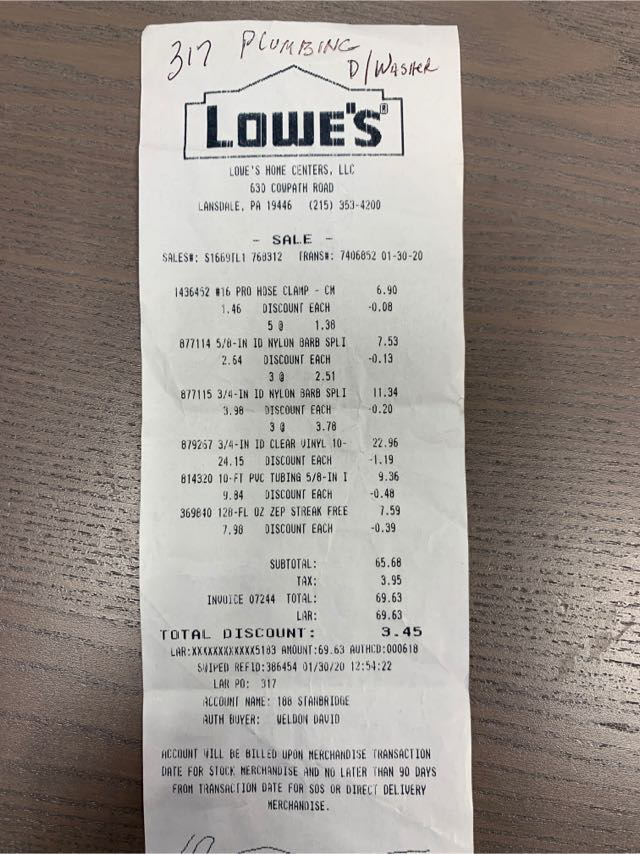 317 PLUMBING
D/WASHER
LOWE'S®
LOWE'S HOME CENTERS, LLC
630 COWPATH ROAD
LANSDALE, PA 19446 (215) 353-4200
- SALE -
SALES#: S1669TL1 768312 TRANS#: 7406852 01-30-20
1436452 #16 PRO HOSE CLAMP - CM 6.90
1.46 DISCOUNT EACH -0.08
5 @ 1.38
877114 5/8-IN ID NYLON BARB SPLI 7.53
2.64 DISCOUNT EACH -0.13
3 @ 2.51
877115 3/4-IN ID NYLON BARB SPLI 11.34
3.98 DISCOUNT EACH -0.20
3 @ 3.78
879267 3/4-IN ID CLEAR VINYL 10- 22.96
24.15 DISCOUNT EACH -1.19
814320 10-FT PVC TUBING 5/8-IN I 9.36
9.84 DISCOUNT EACH -0.48
369840 128-FL OZ ZEP STREAK FREE 7.59
7.98 DISCOUNT EACH -0.39
SUBTOTAL: 65.68
TAX: 3.95
INVOICE 07244 TOTAL: 69.63
LAR: 69.63
TOTAL DISCOUNT: 3.45
LAR:XXXXXXXXXXXX5183 AMOUNT:69.63 AUTHCD:000618
SWIPED REFID:386454 01/30/20 12:54:22
LAR PO: 317
ACCOUNT NAME: 188 STANBRIDGE
AUTH BUYER: WELDON DAVID
ACCOUNT WILL BE BILLED UPON MERCHANDISE TRANSACTION
DATE FOR STOCK MERCHANDISE AND NO LATER THAN 90 DAYS
FROM TRANSACTION DATE FOR SOS OR DIRECT DELIVERY
MERCHANDISE.